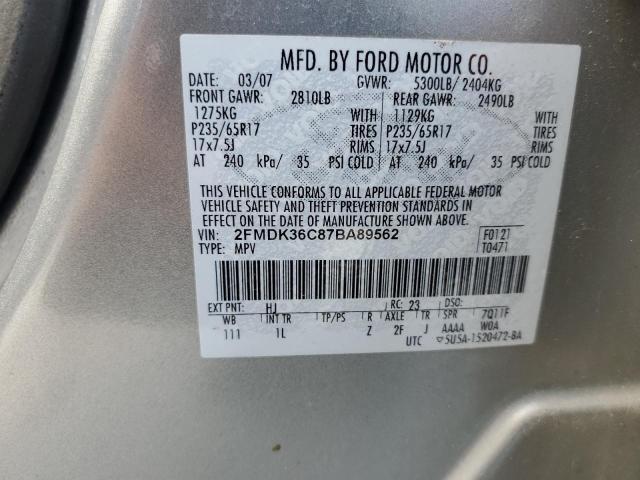 MFD. BY FORD MOTOR CO.
DATE: 03/07 GVWR: 5300LB/ 2404KG
FRONT GAWR: 2810LB REAR GAWR: 2490LB
1275KG WITH 1129KG WITH
P235/65R17 TIRES P235/65R17 TIRES
17x7.5J RIMS 17x7.5J RIMS
AT 240 kPa/ 35 PSI COLD AT 240 kPa/ 35 PSI COLD
THIS VEHICLE CONFORMS TO ALL APPLICABLE FEDERAL MOTOR
VEHICLE SAFETY AND THEFT PREVENTION STANDARDS IN
EFFECT ON THE DATE OF MANUFACTURE SHOWN ABOVE.
VIN: 2FMDK36C87BA89562 F0121
TYPE: MPV T0471
EXT PNT: HJ RC: 23 DSO:
WB INT TR TP/PS R AXLE TR SPR 7Q11F
111 1L Z 2F J AAAA W0A
UTC ▽5U5A-1520472-BA